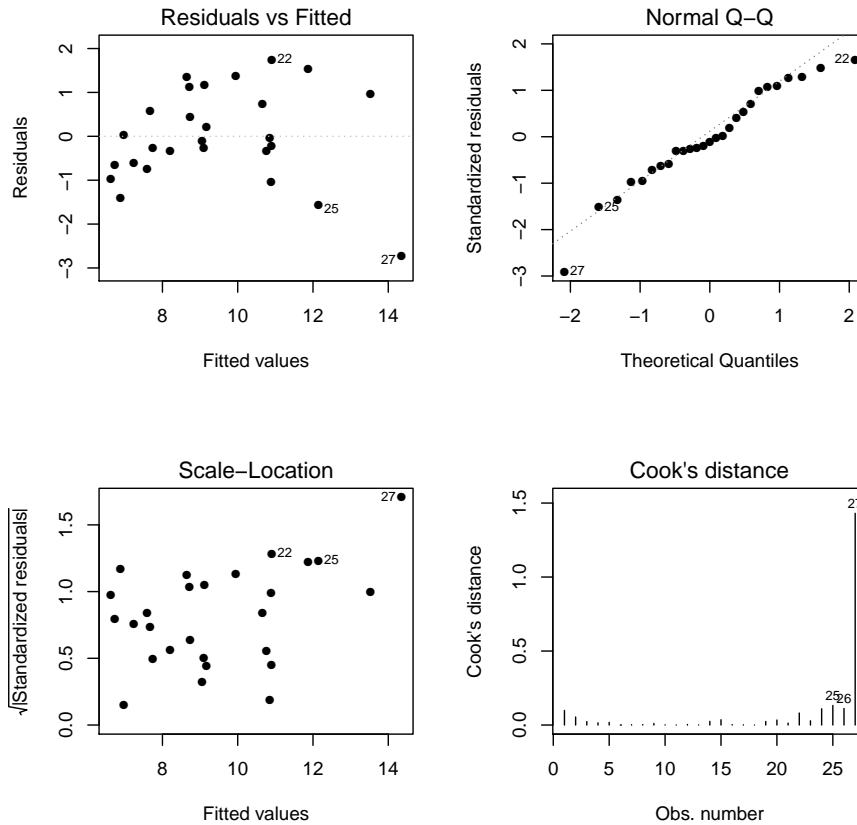 Residuals vs Fitted
Residuals
2
1
0
−1
−2
−3
22
25
27
8 10 12 14
Fitted values
Normal Q−Q
Standardized residuals
2
1
0
−1
−2
−3
22
25
27
−2 −1 0 1 2
Theoretical Quantiles
Scale−Location
√|Standardized residuals|
1.5
1.0
0.5
0.0
27
22
25
8 10 12 14
Fitted values
Cook's distance
Cook's distance
1.5
1.0
0.5
0.0
27
25
26
0 5 10 15 20 25
Obs. number